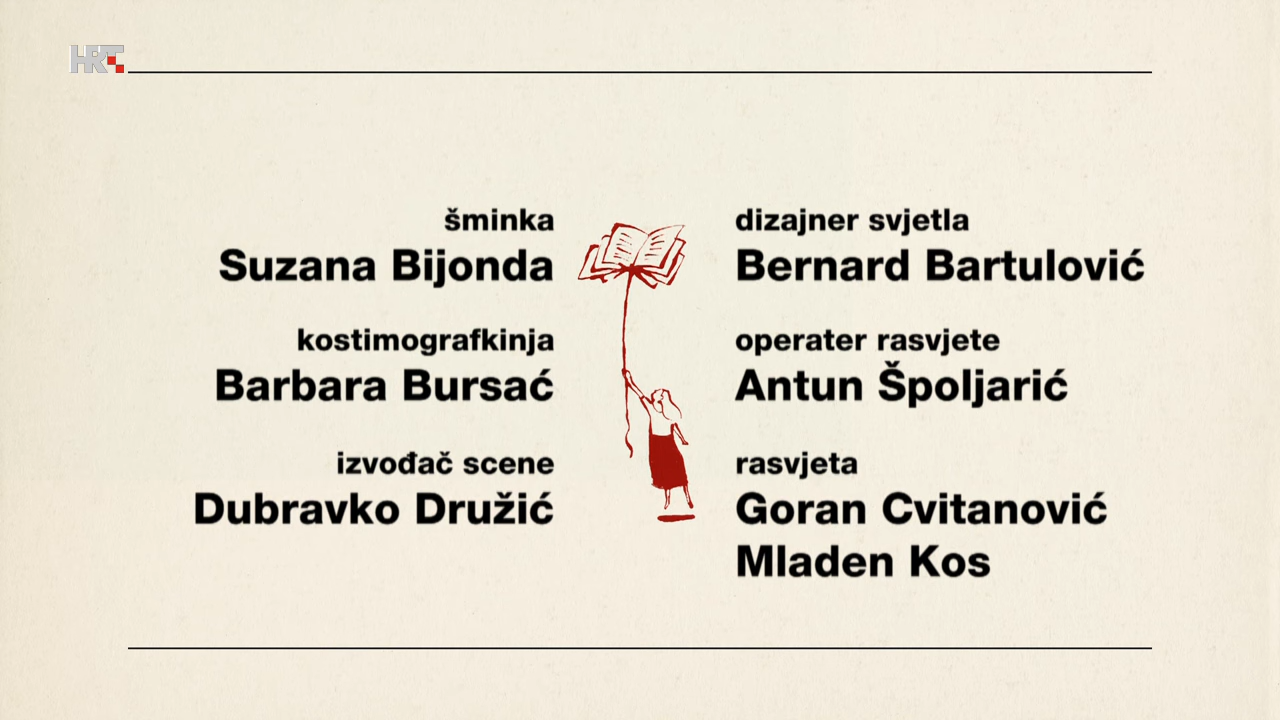 HRT
šminka
Suzana Bijonda
kostimografkinja
Barbara Bursać
izvođač scene
Dubravko Družić
dizajner svjetla
Bernard Bartulović
operater rasvjete
Antun Špoljarić
rasvjeta
Goran Cvitanović
Mladen Kos